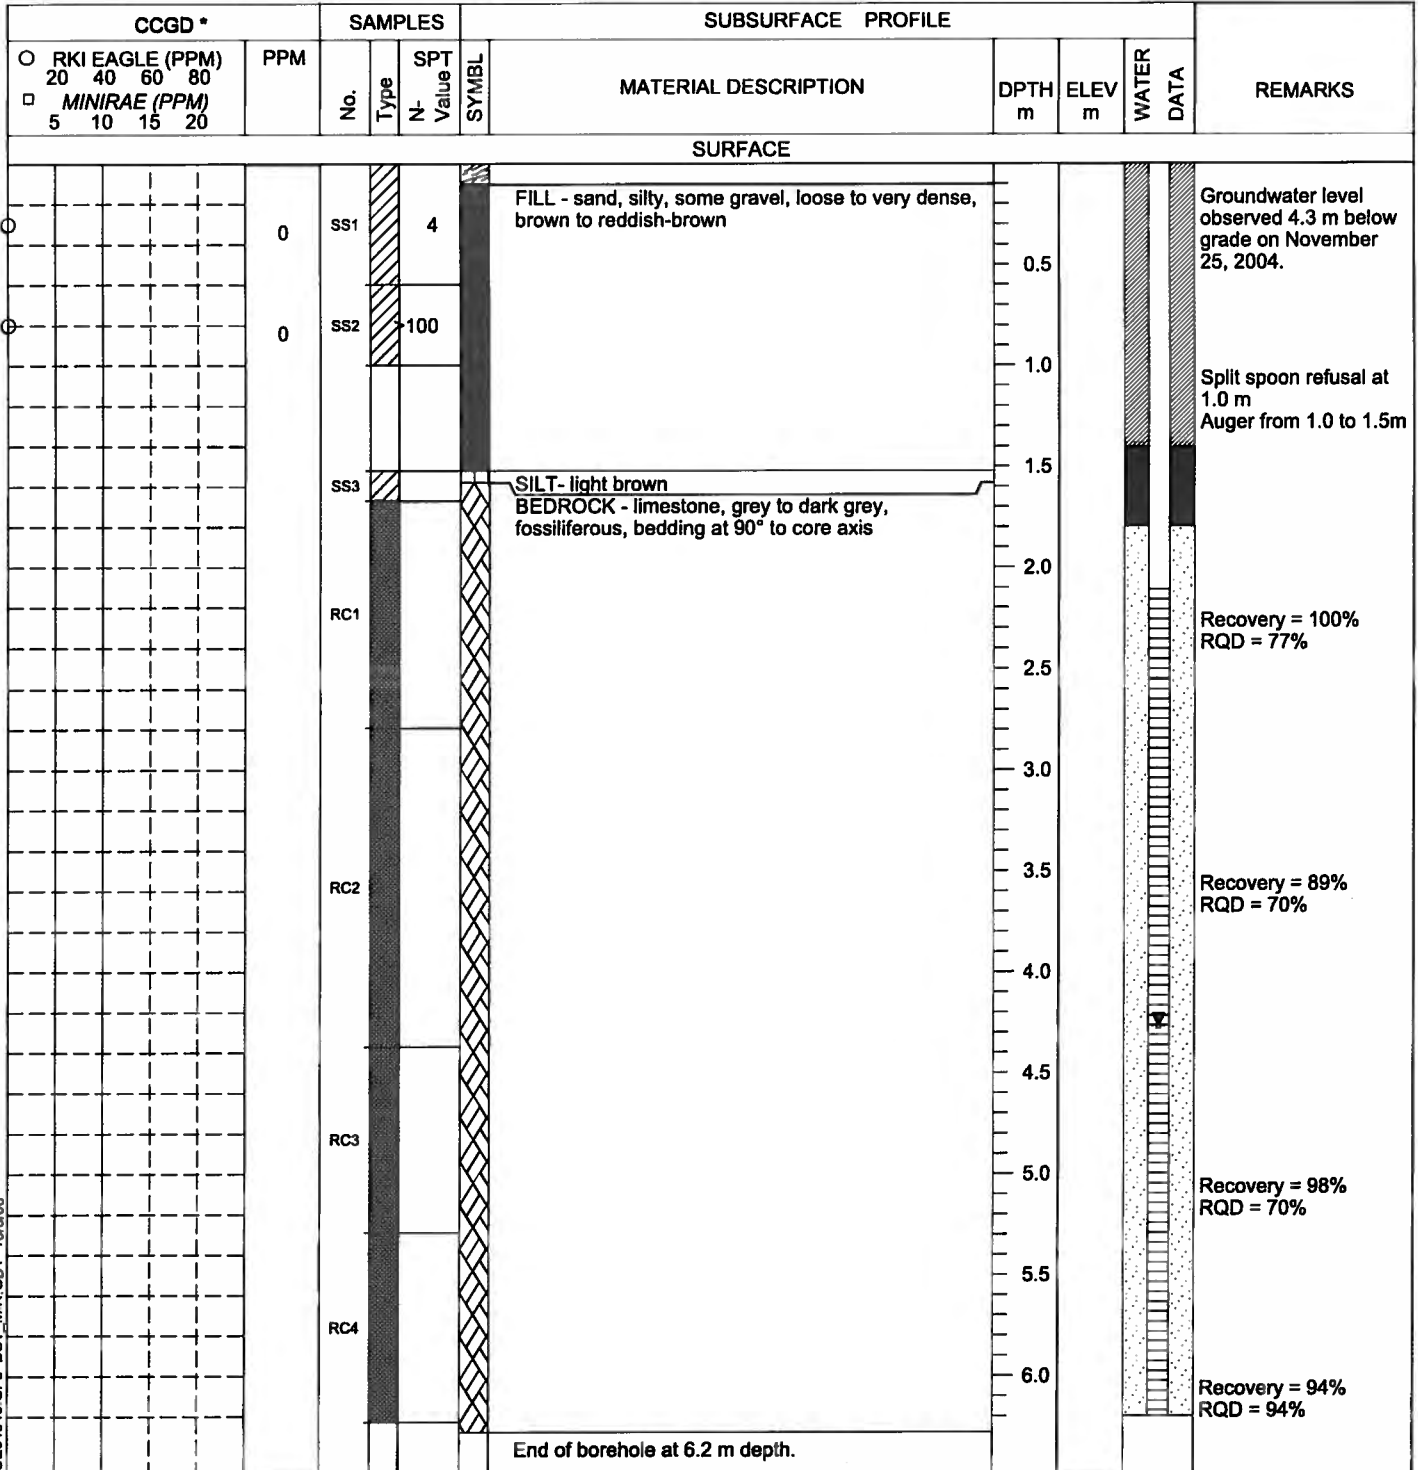 CCGD *
SAMPLES
SUBSURFACE PROFILE
RKI EAGLE (PPM)
20 40 60 80
MINIRAE (PPM)
5 10 15 20
PPM
No.
Type
SPT
N- Value
SYMBL
MATERIAL DESCRIPTION
DPTH
m
ELEV
m
WATER
DATA
REMARKS
SURFACE
FILL - sand, silty, some gravel, loose to very dense,
brown to reddish-brown
Groundwater level
observed 4.3 m below
grade on November
25, 2004.
0 SS1 4
0.5
0 SS2 >100
1.0
Split spoon refusal at
1.0 m
Auger from 1.0 to 1.5m
1.5
SS3
SILT- light brown
BEDROCK - limestone, grey to dark grey,
fossiliferous, bedding at 90° to core axis
2.0
RC1
Recovery = 100%
RQD = 77%
2.5
3.0
3.5
RC2
Recovery = 89%
RQD = 70%
4.0
4.5
RC3
5.0
Recovery = 98%
RQD = 70%
5.5
RC4
6.0
Recovery = 94%
RQD = 94%
End of borehole at 6.2 m depth.